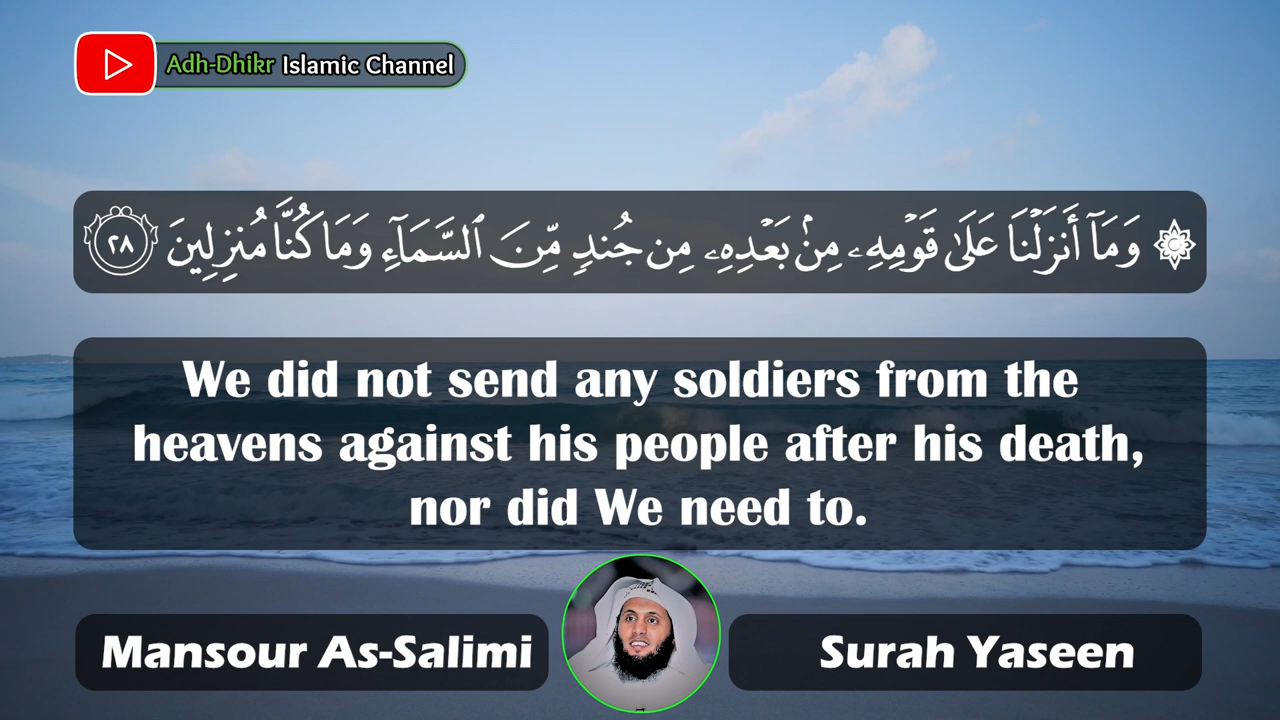 Adh-Dhikr Islamic Channel
۞ وَمَآ أَنزَلْنَا عَلَىٰ قَوْمِهِۦ مِنۢ بَعْدِهِۦ مِن جُندٍ مِّنَ ٱلسَّمَآءِ وَمَا كُنَّا مُنزِلِينَ ٢٨
We did not send any soldiers from the
heavens against his people after his death,
nor did We need to.
Mansour As-Salimi
Surah Yaseen